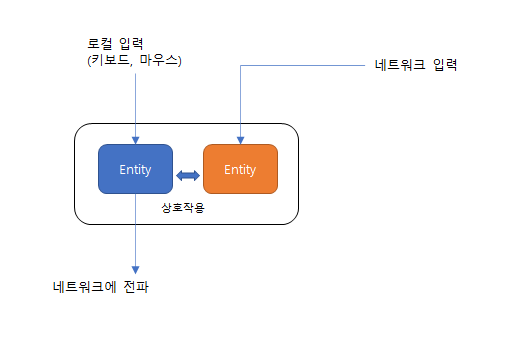 로컬 입력
(키보드, 마우스)
네트워크 입력
Entity
Entity
상호작용
네트워크에 전파